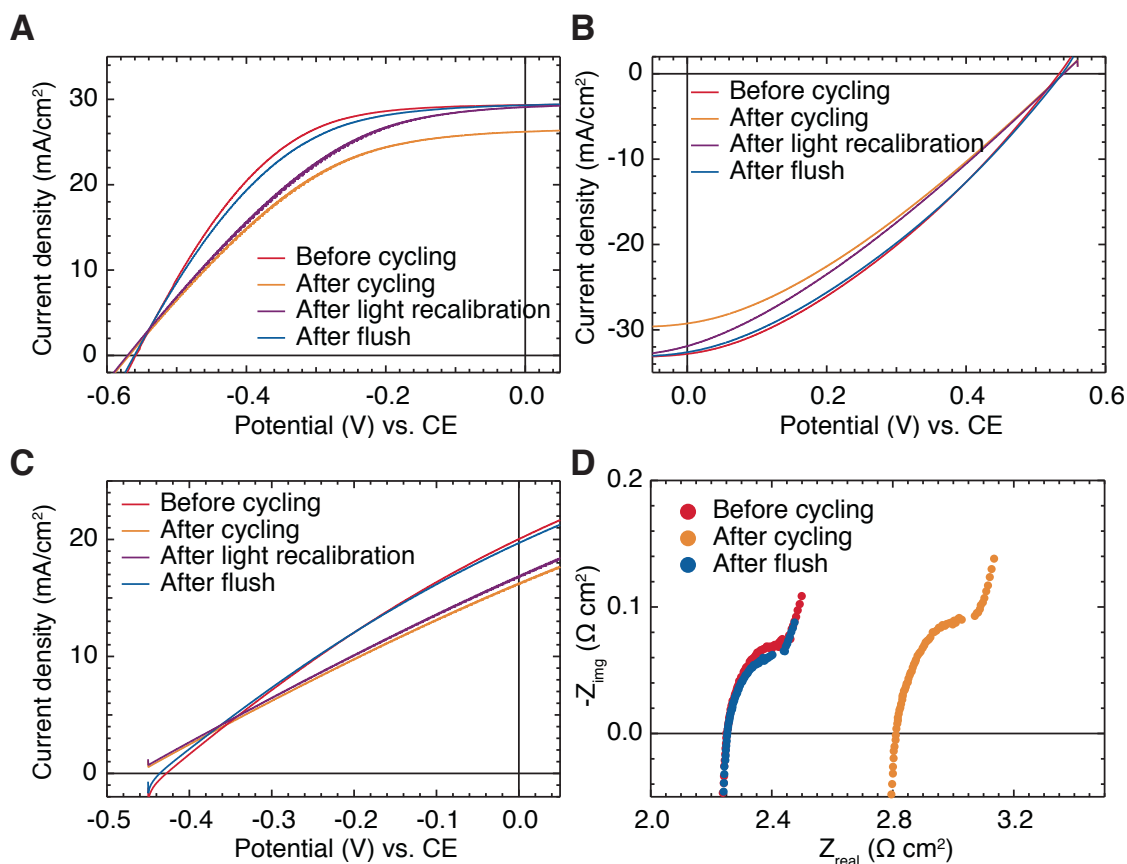 A
Current density (mA/cm²)
30
20
10
0
Before cycling
After cycling
After light recalibration
After flush
-0.6
-0.4
-0.2
0.0
Potential (V) vs. CE
B
Current density (mA/cm²)
0
-10
-20
-30
Before cycling
After cycling
After light recalibration
After flush
0.0
0.2
0.4
0.6
Potential (V) vs. CE
C
Current density (mA/cm²)
20
10
0
Before cycling
After cycling
After light recalibration
After flush
-0.5
-0.4
-0.3
-0.2
-0.1
0.0
Potential (V) vs. CE
D
-Z_img (Ω cm²)
0.2
0.1
0.0
Before cycling
After cycling
After flush
2.0
2.4
2.8
3.2
Z_real (Ω cm²)